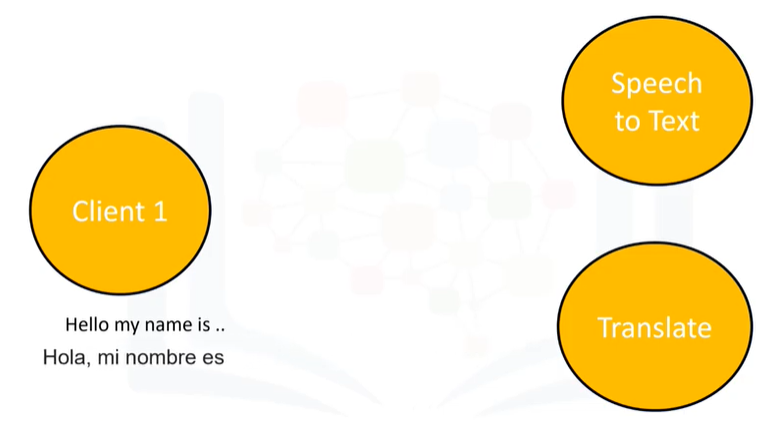 Speech
to Text
Client 1
Hello my name is ..
Hola, mi nombre es
Translate